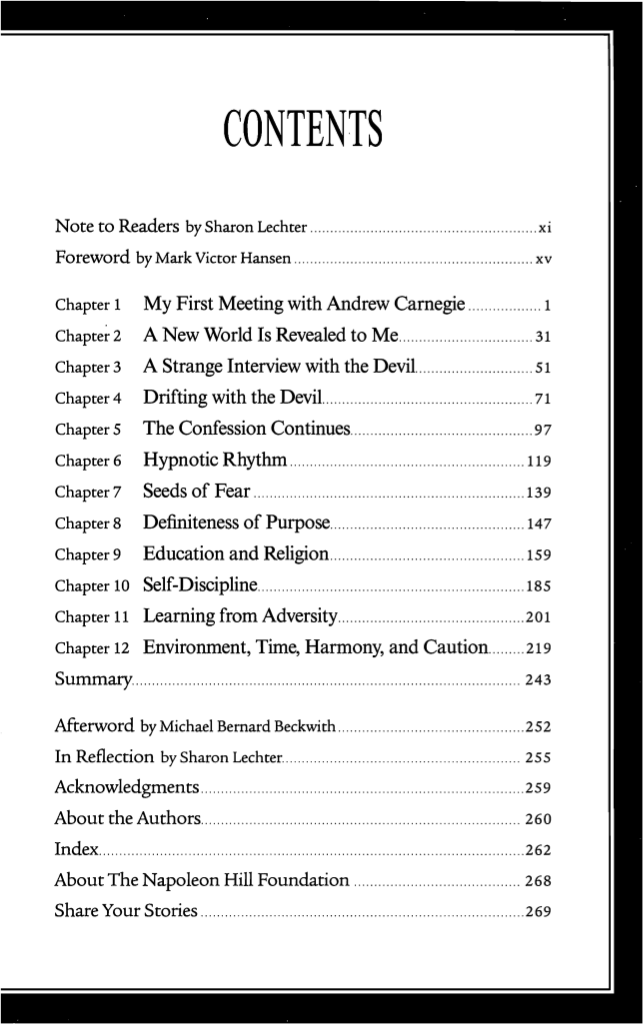 CONTENTS
Note to Readers by Sharon Lechter xi
Foreword by Mark Victor Hansen xv
Chapter 1 My First Meeting with Andrew Carnegie 1
Chapter 2 A New World Is Revealed to Me 31
Chapter 3 A Strange Interview with the Devil 51
Chapter 4 Drifting with the Devil 71
Chapter 5 The Confession Continues 97
Chapter 6 Hypnotic Rhythm 119
Chapter 7 Seeds of Fear 139
Chapter 8 Definiteness of Purpose 147
Chapter 9 Education and Religion 159
Chapter 10 Self-Discipline 185
Chapter 11 Learning from Adversity 201
Chapter 12 Environment, Time, Harmony, and Caution 219
Summary 243
Afterword by Michael Bernard Beckwith 252
In Reflection by Sharon Lechter 255
Acknowledgments 259
About the Authors 260
Index 262
About The Napoleon Hill Foundation 268
Share Your Stories 269